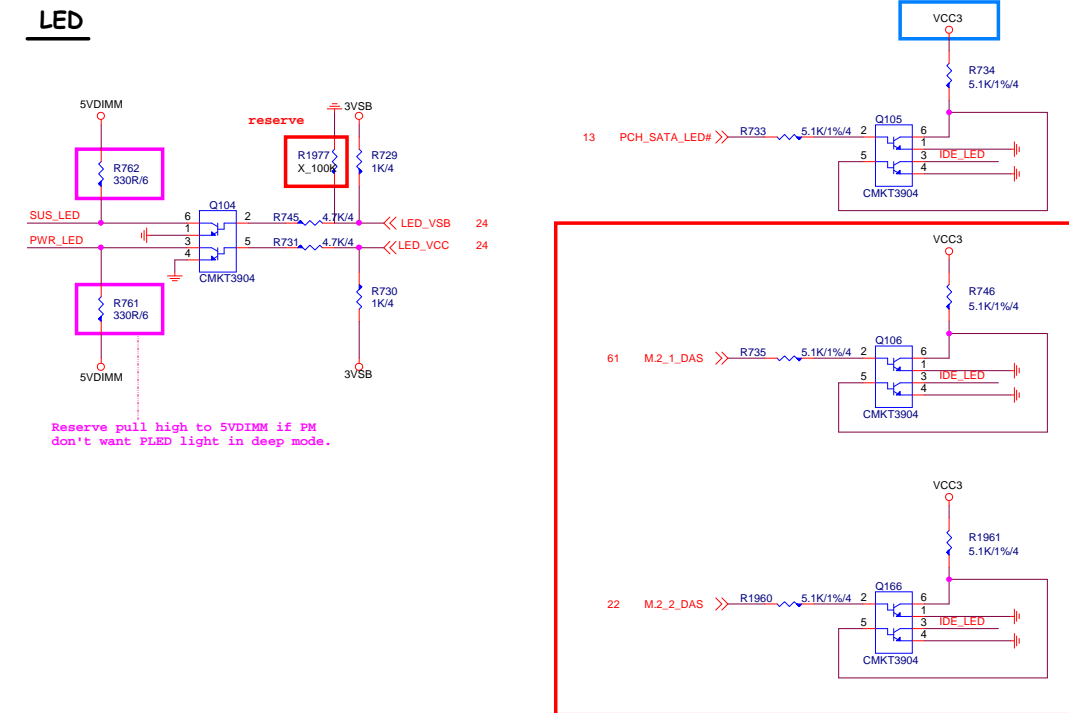 LED
5VDIMM
R762
330R/6
SUS_LED
PWR_LED
R761
330R/6
5VDIMM
Reserve pull high to 5VDIMM if PM
don't want PLED light in deep mode.
reserve
3VSB
R1977
X_100K
R729
1K/4
Q104
6
1
3
4
2
5
CMKT3904
R745
4.7K/4
LED_VSB
24
R731
4.7K/4
LED_VCC
24
R730
1K/4
3VSB
VCC3
R734
5.1K/1%/4
13
PCH_SATA_LED#
R733
5.1K/1%/4
Q105
2
5
6
1
3
4
IDE_LED
CMKT3904
VCC3
R746
5.1K/1%/4
61
M.2_1_DAS
R735
5.1K/1%/4
Q106
2
5
6
1
3
4
IDE_LED
CMKT3904
VCC3
R1961
5.1K/1%/4
22
M.2_2_DAS
R1960
5.1K/1%/4
Q166
2
5
6
1
3
4
IDE_LED
CMKT3904